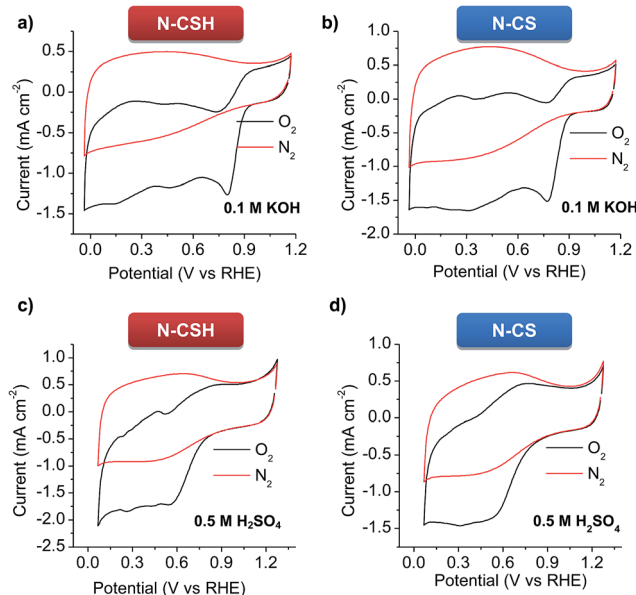 a)
N-CSH
Current (mA cm⁻²)
0.5
0.0
-0.5
-1.0
-1.5
O₂
N₂
0.1 M KOH
0.0 0.3 0.6 0.9 1.2
Potential (V vs RHE)
b)
N-CS
Current (mA cm⁻²)
1.0
0.5
0.0
-0.5
-1.0
-1.5
-2.0
O₂
N₂
0.1 M KOH
0.0 0.3 0.6 0.9 1.2
Potential (V vs RHE)
c)
N-CSH
Current (mA cm⁻²)
1.0
0.5
0.0
-0.5
-1.0
-1.5
-2.0
-2.5
O₂
N₂
0.5 M H₂SO₄
0.0 0.3 0.6 0.9 1.2
Potential (V vs RHE)
d)
N-CS
Current (mA cm⁻²)
1.0
0.5
0.0
-0.5
-1.0
-1.5
O₂
N₂
0.5 M H₂SO₄
0.0 0.3 0.6 0.9 1.2
Potential (V vs RHE)